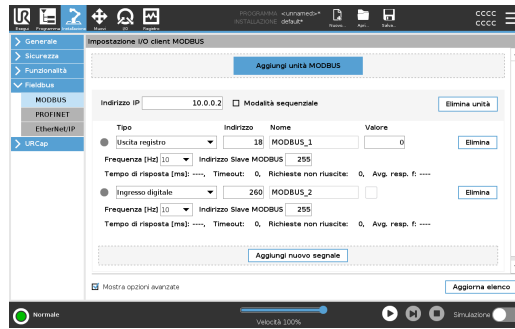 PROGRAMMA <unnamed>*
INSTALLAZIONE default*
CCCC
CCCC
Esegui Programma Installazione Muovi I/O Registro Nuovo... Apri... Salva...
Generale
Sicurezza
Funzionalità
Fieldbus
MODBUS
PROFINET
EtherNet/IP
URCap
Impostazione I/O client MODBUS
Aggiungi unità MODBUS
Indirizzo IP 10.0.0.2 Modalità sequenziale Elimina unità
Tipo Indirizzo Nome Valore
Uscita registro 18 MODBUS_1 0 Elimina
Frequenza [Hz] 10 Indirizzo Slave MODBUS 255
Tempo di risposta [ms]: ----, Timeout: 0, Richieste non riuscite: 0, Avg. resp. f: ----
Ingresso digitale 260 MODBUS_2 Elimina
Frequenza [Hz] 10 Indirizzo Slave MODBUS 255
Tempo di risposta [ms]: ----, Timeout: 0, Richieste non riuscite: 0, Avg. resp. f: ----
Aggiungi nuovo segnale
Mostra opzioni avanzate Aggiorna elenco
Normale
Velocità 100%
Simulazione